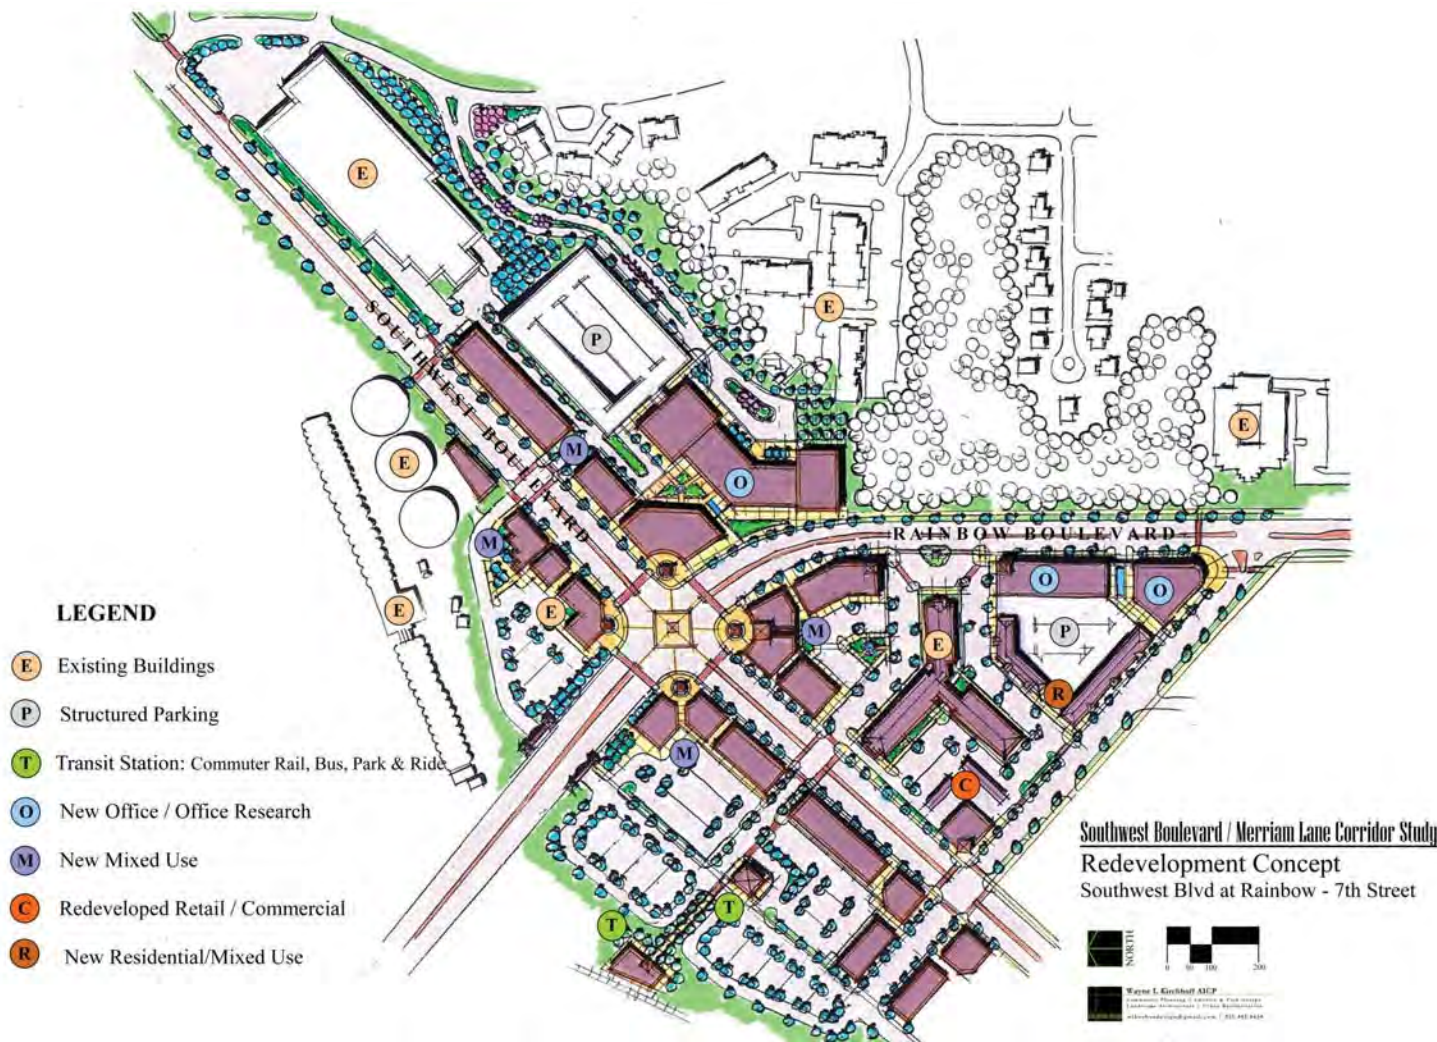 SOUTHWEST BOULEVARD
RAINBOW BOULEVARD
E
P
E
E
E
M
O
M
E
E
M
E
O
O
P
R
M
C
T
T
LEGEND
E Existing Buildings
P Structured Parking
T Transit Station: Commuter Rail, Bus, Park & Ride
O New Office / Office Research
M New Mixed Use
C Redeveloped Retail / Commercial
R New Residential/Mixed Use
Southwest Boulevard / Merriam Lane Corridor Study
Redevelopment Concept
Southwest Blvd at Rainbow - 7th Street
NORTH
0 50 100 200
Wayne L Kirchhoff AICP